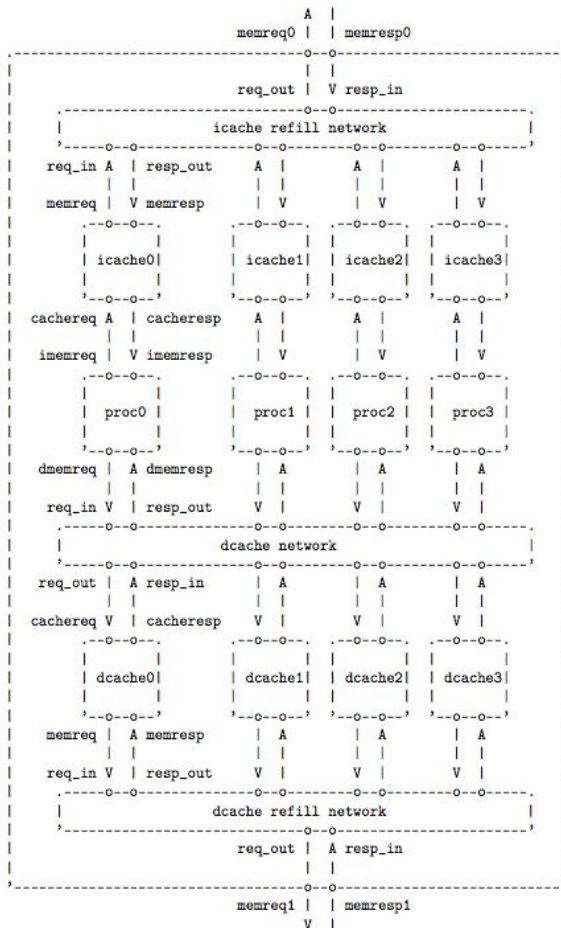 A |
memreq0 | | memresp0
.------------------------------------o--o-----------------------------
| | | |
| req_out | V resp_in
| .-----------------------------o--o-----------------------.
| | icache refill network |
| '-----o--o--------------o--o--------o--o--------o--o-----'
| req_in A | resp_out A | A | A |
| | | | | | | | |
| memreq | V memresp | V | V | V
| .--o--o--. .--o--o--. .--o--o--. .--o--o--.
| | | | | | | | |
| | icache0| | icache1| | icache2| | icache3|
| | | | | | | | |
| '--o--o--' '--o--o--' '--o--o--' '--o--o--'
| cachereq A | cacheresp A | A | A |
| | | | | | | | |
| imemreq | V imemresp | V | V | V
| .--o--o--. .--o--o--. .--o--o--. .--o--o--.
| | | | | | | | |
| | proc0 | | proc1 | | proc2 | | proc3 |
| | | | | | | | |
| '--o--o--' '--o--o--' '--o--o--' '--o--o--'
| dmemreq | A dmemresp | A | A | A
| | | | | | | | |
| req_in V | resp_out V | V | V |
| .-----o--o--------------o--o--------o--o--------o--o-----.
| | dcache network |
| '-----o--o--------------o--o--------o--o--------o--o-----'
| req_out | A resp_in | A | A | A
| | | | | | | | |
| cachereq V | cacheresp V | V | V |
| .--o--o--. .--o--o--. .--o--o--. .--o--o--.
| | | | | | | | |
| | dcache0| | dcache1| | dcache2| | dcache3|
| | | | | | | | |
| '--o--o--' '--o--o--' '--o--o--' '--o--o--'
| memreq | A memresp | A | A | A
| | | | | | | | |
| req_in V | resp_out V | V | V |
| .-----o--o--------------o--o--------o--o--------o--o-----.
| | dcache refill network |
| '-----------------------------o--o-----------------------'
| req_out | A resp_in
| | |
'------------------------------------o--o-----------------------------
memreq1 | | memresp1
V |